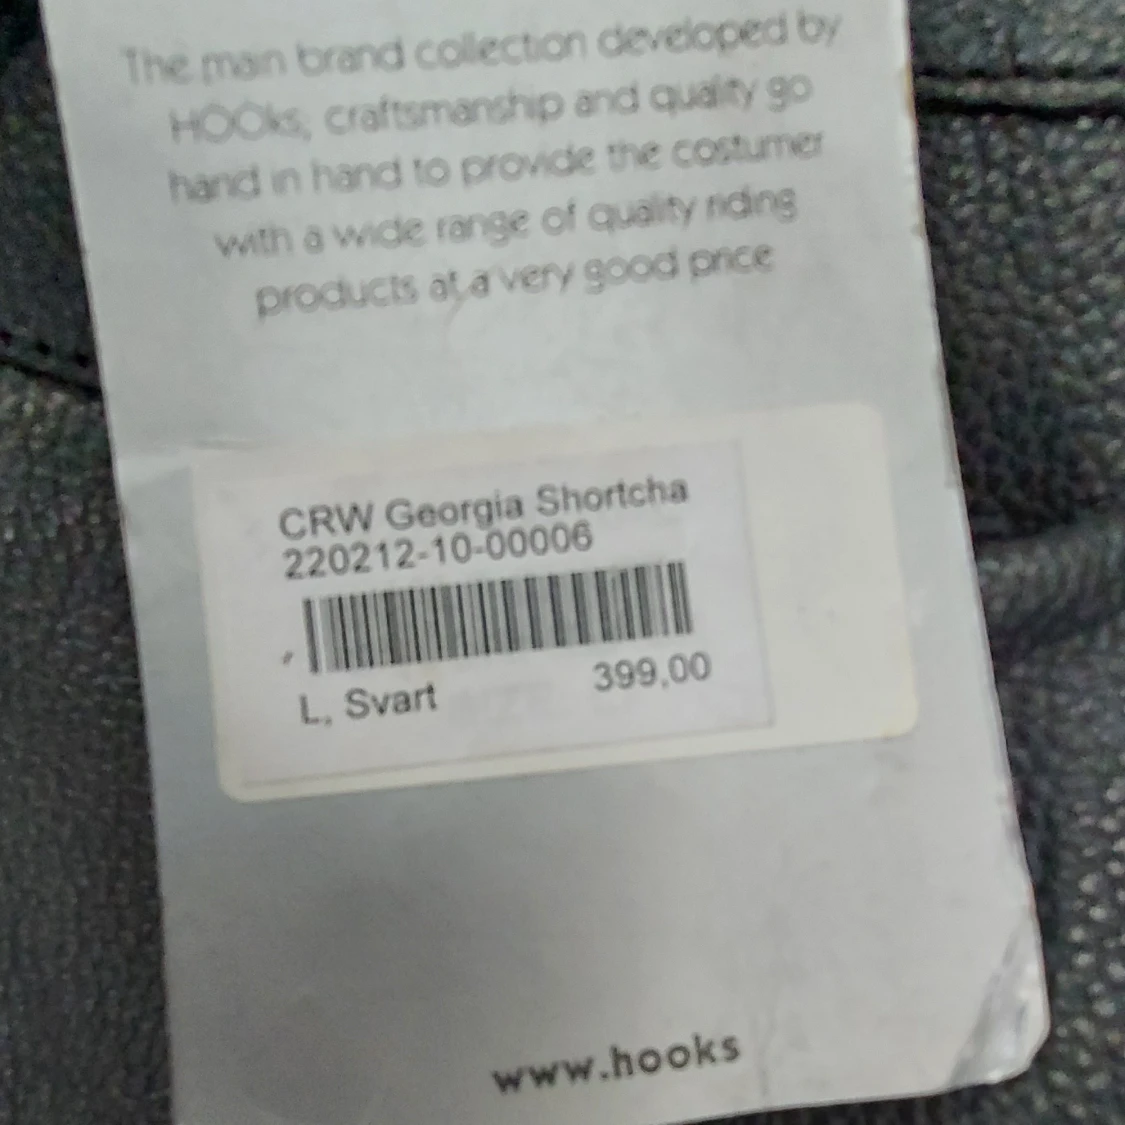 The main brand collection developed by
HOOks, craftsmanship and quality go
hand in hand to provide the costumer
with a wide range of quality riding
products at a very good price
CRW Georgia Shortcha
220212-10-00006
L, Svart 399,00
www.hooks